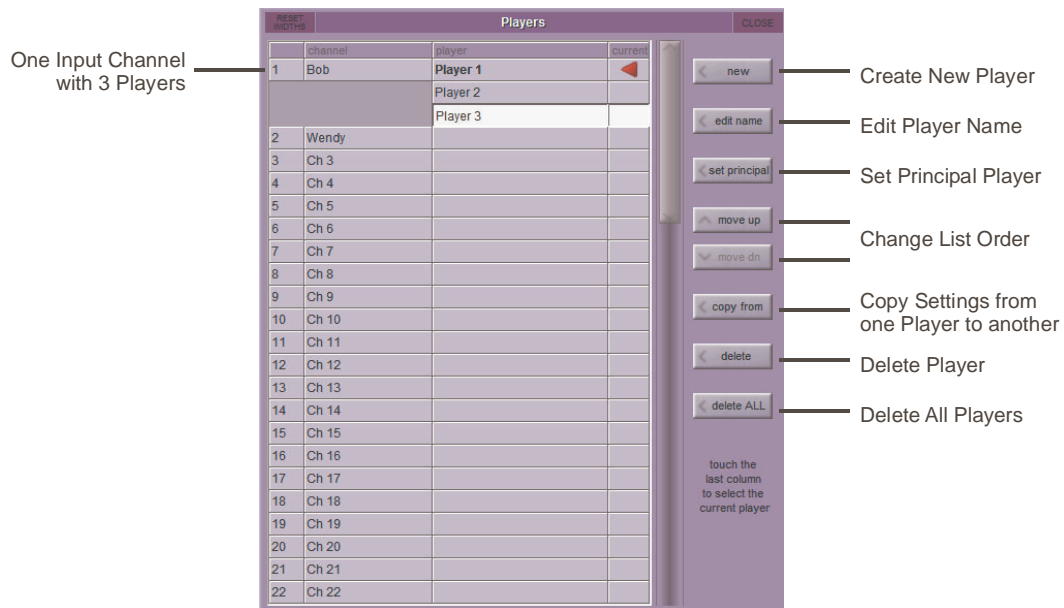 RESET
WIDTHS
Players
CLOSE
channel player current
1 Bob Player 1
Player 2
Player 3
2 Wendy
3 Ch 3
4 Ch 4
5 Ch 5
6 Ch 6
7 Ch 7
8 Ch 8
9 Ch 9
10 Ch 10
11 Ch 11
12 Ch 12
13 Ch 13
14 Ch 14
15 Ch 15
16 Ch 16
17 Ch 17
18 Ch 18
19 Ch 19
20 Ch 20
21 Ch 21
22 Ch 22
One Input Channel
with 3 Players
new
edit name
set principal
move up
move dn
copy from
delete
delete ALL
touch the
last column
to select the
current player
Create New Player
Edit Player Name
Set Principal Player
Change List Order
Copy Settings from
one Player to another
Delete Player
Delete All Players